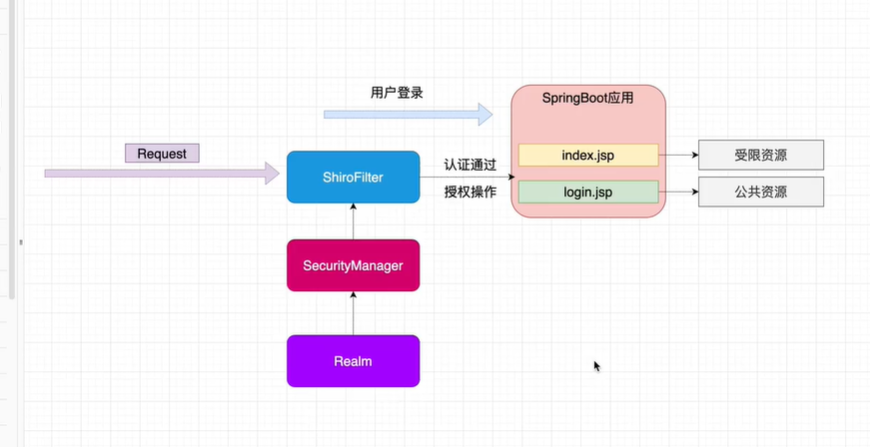 用户登录
SpringBoot应用
Request
index.jsp
受限资源
ShiroFilter
认证通过
授权操作
login.jsp
公共资源
SecurityManager
Realm